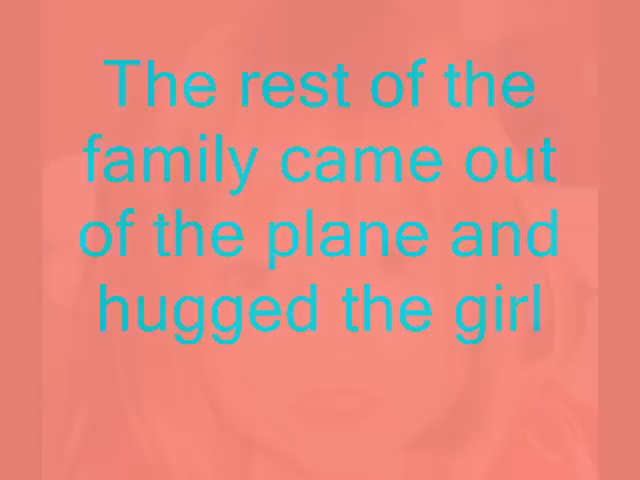 The rest of the
family came out
of the plane and
hugged the girl